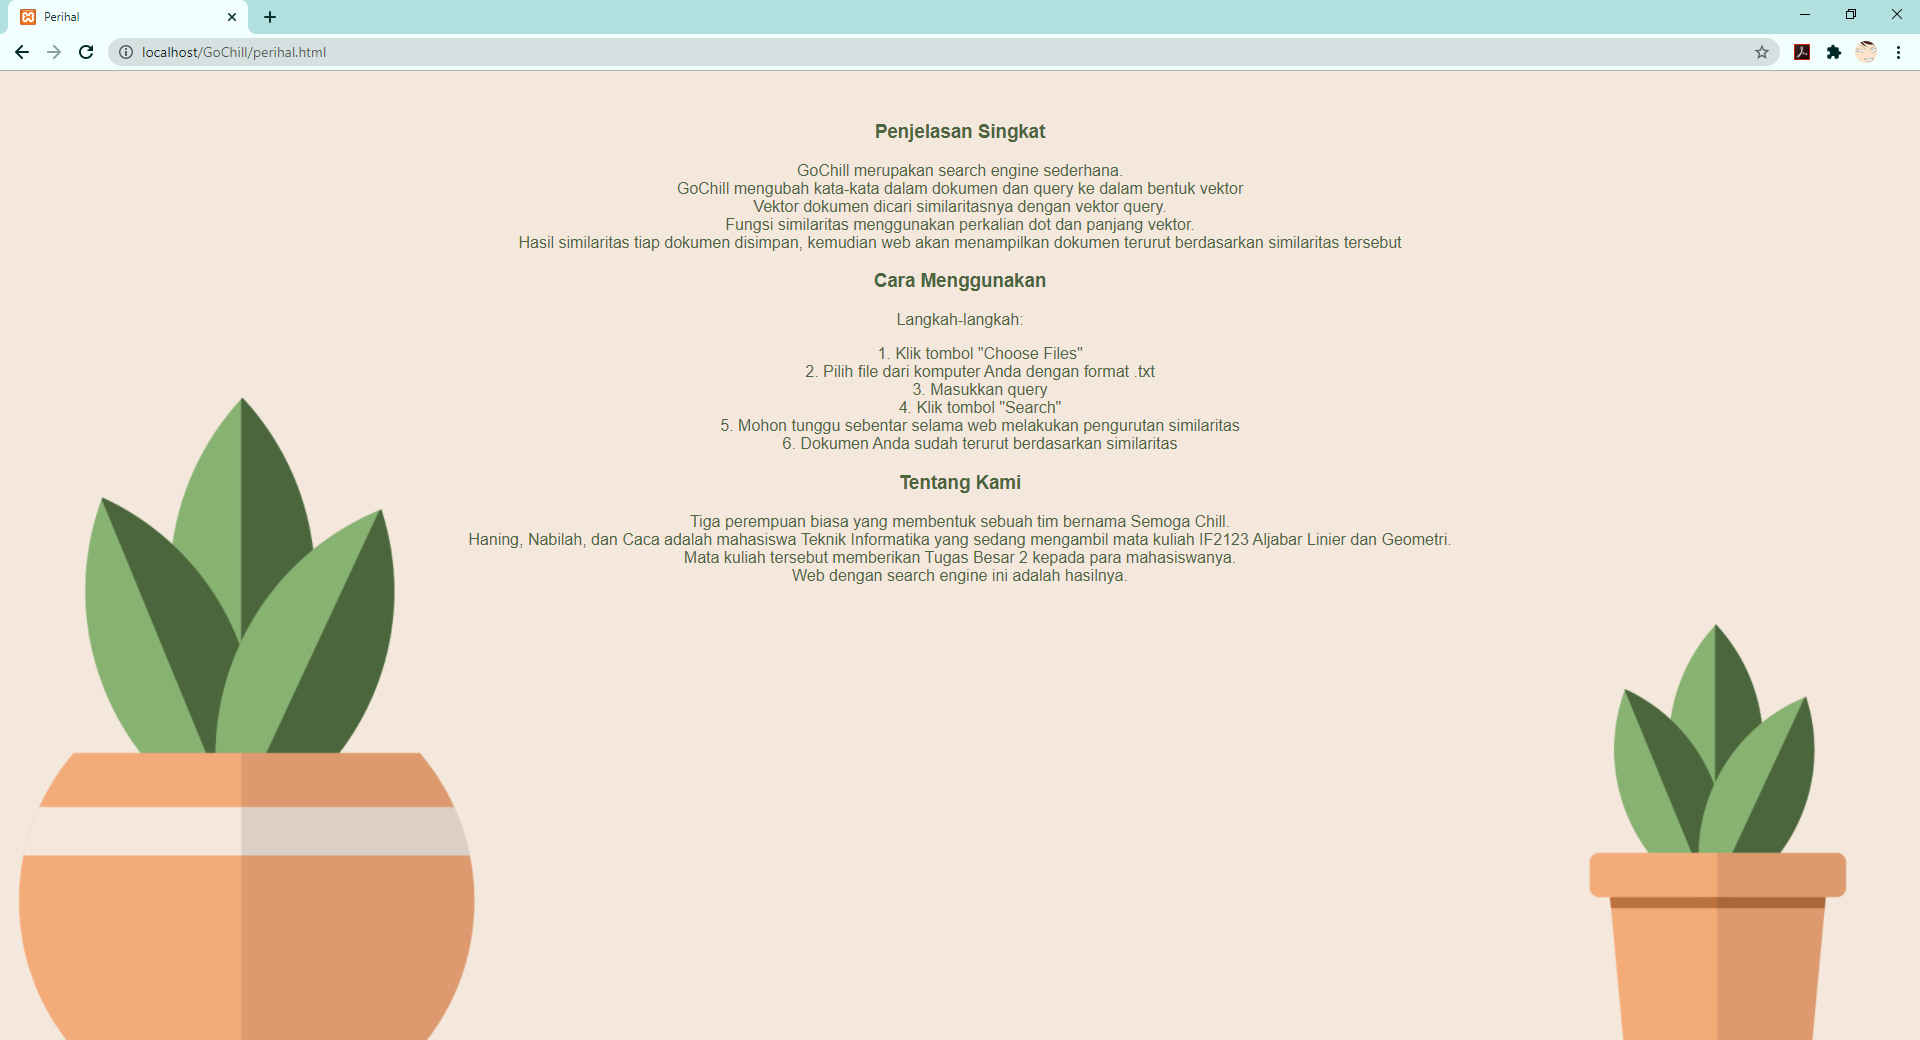 Perihal
localhost/GoChill/perihal.html
Penjelasan Singkat
GoChill merupakan search engine sederhana.
GoChill mengubah kata-kata dalam dokumen dan query ke dalam bentuk vektor
Vektor dokumen dicari similaritasnya dengan vektor query.
Fungsi similaritas menggunakan perkalian dot dan panjang vektor.
Hasil similaritas tiap dokumen disimpan, kemudian web akan menampilkan dokumen terurut berdasarkan similaritas tersebut
Cara Menggunakan
Langkah-langkah:
1. Klik tombol "Choose Files"
2. Pilih file dari komputer Anda dengan format .txt
3. Masukkan query
4. Klik tombol "Search"
5. Mohon tunggu sebentar selama web melakukan pengurutan similaritas
6. Dokumen Anda sudah terurut berdasarkan similaritas
Tentang Kami
Tiga perempuan biasa yang membentuk sebuah tim bernama Semoga Chill.
Haning, Nabilah, dan Caca adalah mahasiswa Teknik Informatika yang sedang mengambil mata kuliah IF2123 Aljabar Linier dan Geometri.
Mata kuliah tersebut memberikan Tugas Besar 2 kepada para mahasiswanya.
Web dengan search engine ini adalah hasilnya.